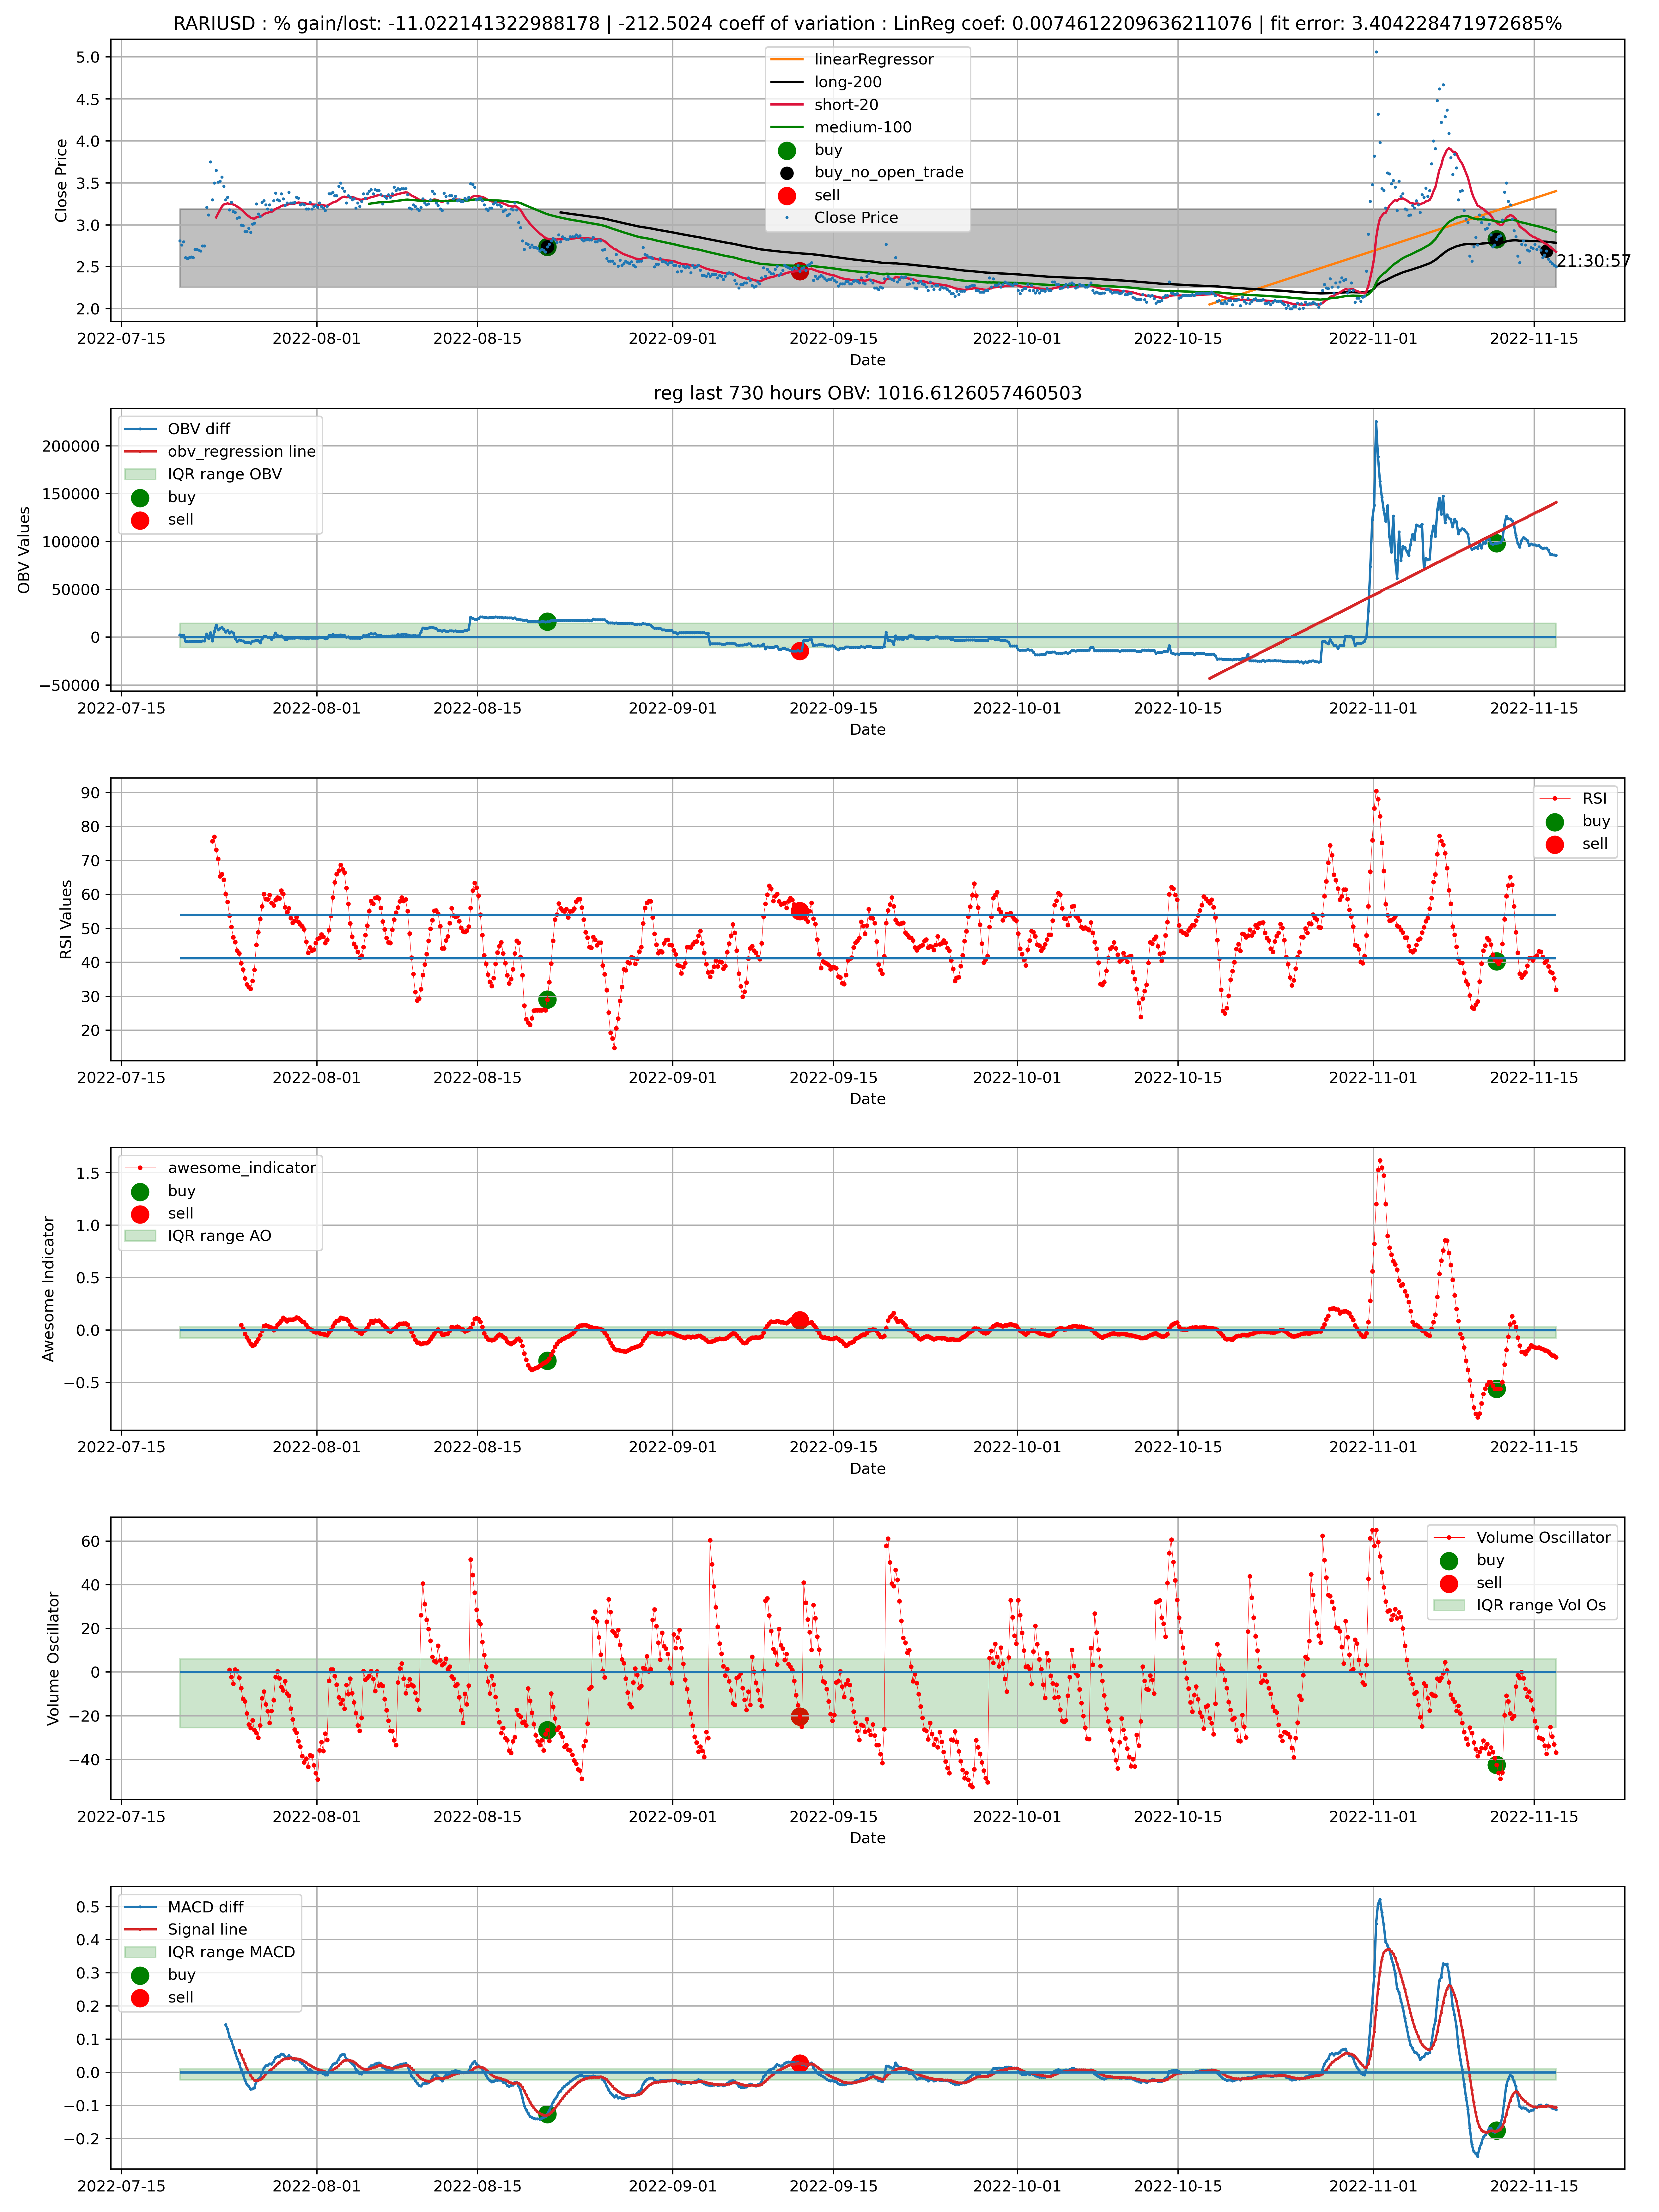 RARIUSD : % gain/lost: -11.022141322988178 | -212.5024 coeff of variation : LinReg coef: 0.0074612209636211076 | fit error: 3.404228471972685%
5.0
4.5
4.0
3.5
3.0
2.5
2.0
Close Price
linearRegressor
long-200
short-20
medium-100
buy
buy_no_open_trade
sell
Close Price
21:30:57
2022-07-15 2022-08-01 2022-08-15 2022-09-01 2022-09-15 2022-10-01 2022-10-15 2022-11-01 2022-11-15
Date
reg last 730 hours OBV: 1016.6126057460503
200000
150000
100000
50000
0
−50000
OBV Values
OBV diff
obv_regression line
IQR range OBV
buy
sell
2022-07-15 2022-08-01 2022-08-15 2022-09-01 2022-09-15 2022-10-01 2022-10-15 2022-11-01 2022-11-15
Date
90
80
70
60
50
40
30
20
RSI Values
RSI
buy
sell
2022-07-15 2022-08-01 2022-08-15 2022-09-01 2022-09-15 2022-10-01 2022-10-15 2022-11-01 2022-11-15
Date
1.5
1.0
0.5
0.0
−0.5
Awesome Indicator
awesome_indicator
buy
sell
IQR range AO
2022-07-15 2022-08-01 2022-08-15 2022-09-01 2022-09-15 2022-10-01 2022-10-15 2022-11-01 2022-11-15
Date
60
40
20
0
−20
−40
Volume Oscillator
Volume Oscillator
buy
sell
IQR range Vol Os
2022-07-15 2022-08-01 2022-08-15 2022-09-01 2022-09-15 2022-10-01 2022-10-15 2022-11-01 2022-11-15
Date
0.5
0.4
0.3
0.2
0.1
0.0
−0.1
−0.2
MACD diff
Signal line
IQR range MACD
buy
sell
2022-07-15 2022-08-01 2022-08-15 2022-09-01 2022-09-15 2022-10-01 2022-10-15 2022-11-01 2022-11-15